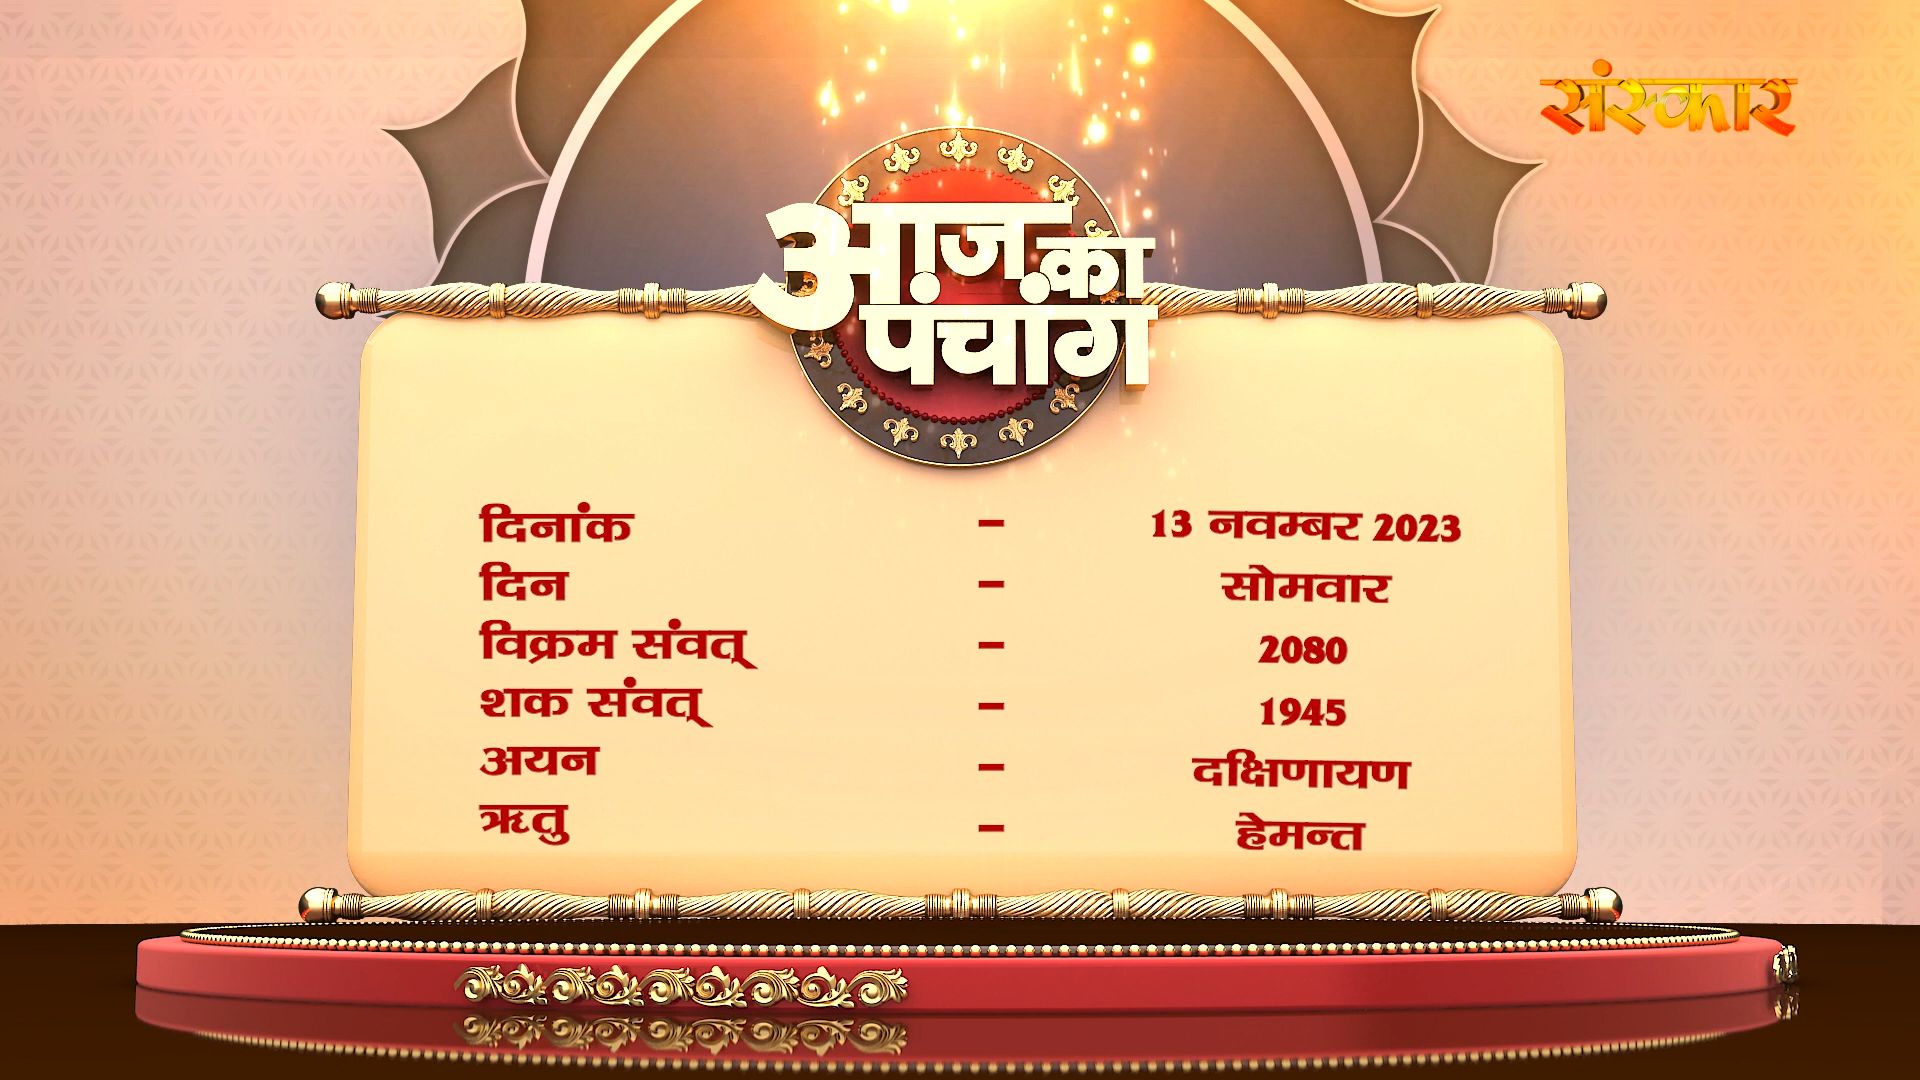 संस्कार
आज का
पंचांग
दिनांक - 13 नवम्बर 2023
दिन - सोमवार
विक्रम संवत् - 2080
शक संवत् - 1945
अयन - दक्षिणायण
ऋतु - हेमन्त